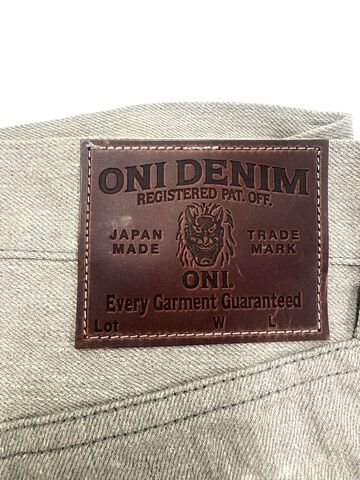 ONI DENIM
REGISTERED PAT. OFF.
JAPAN TRADE
MADE MARK
ONI.
Every Garment Guaranteed
Lot W L